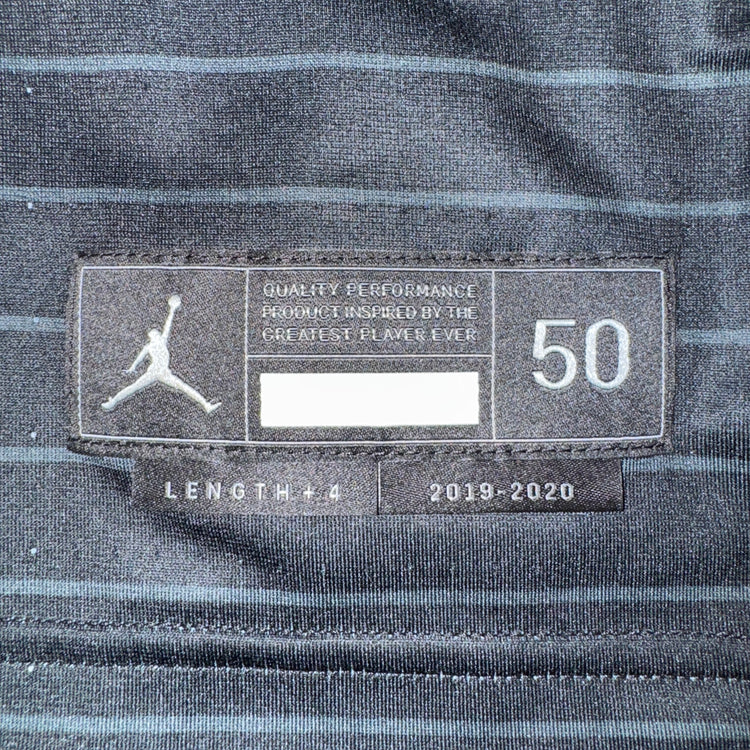 QUALITY PERFORMANCE
PRODUCT INSPIRED BY THE
GREATEST PLAYER EVER
50
LENGTH + 4
2019-2020